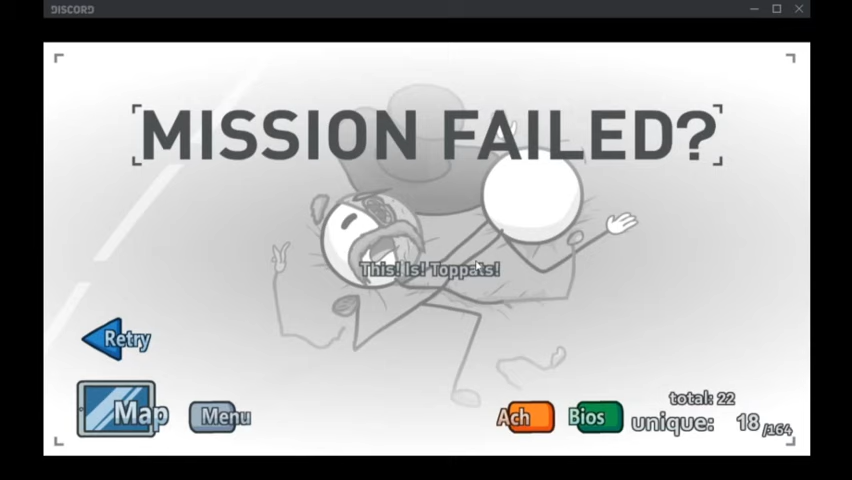 DISCORD
MISSION FAILED?
This! Is! Toppats!
Retry
Map
Menu
Ach
Bios
total: 22
unique: 18 /164